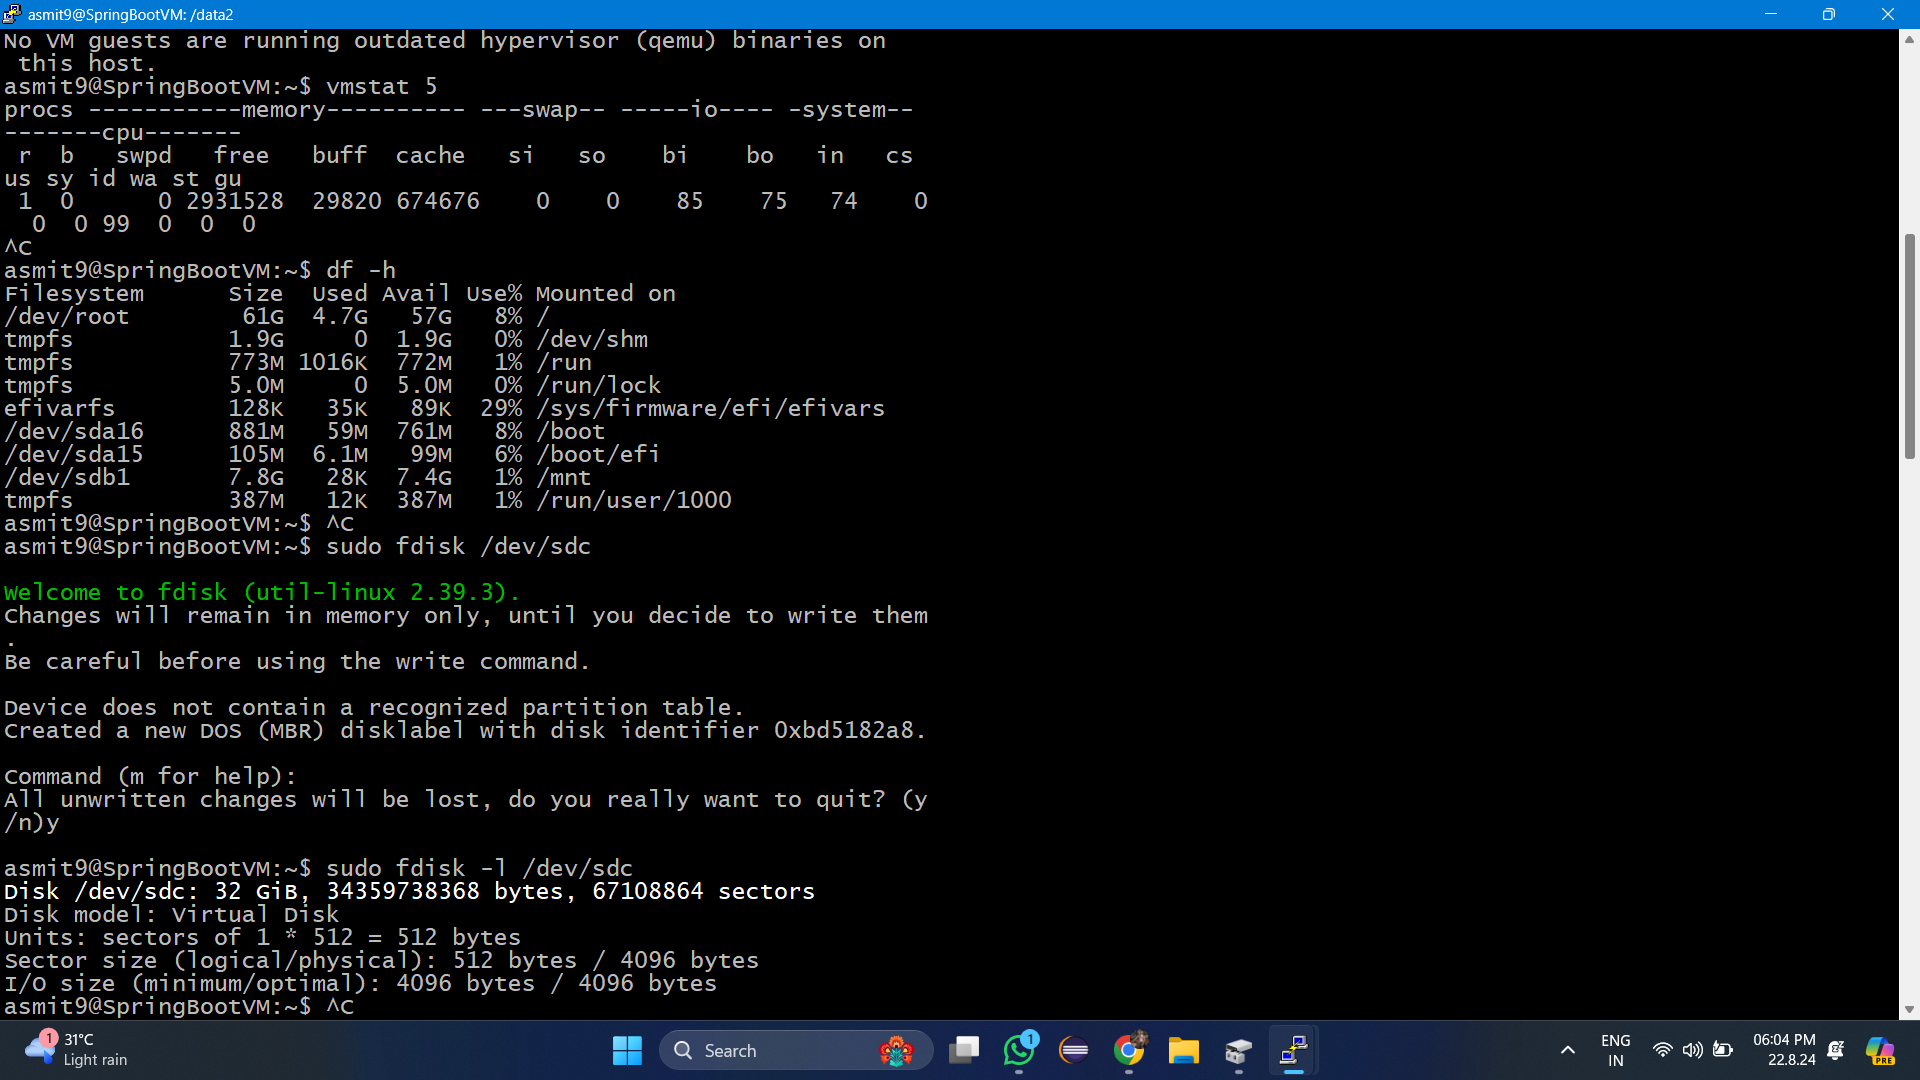 asmit9@SpringBootVM: /data2
No VM guests are running outdated hypervisor (qemu) binaries on
 this host.
asmit9@SpringBootVM:~$ vmstat 5
procs -----------memory---------- ---swap-- -----io---- -system--
-------cpu-------
 r  b   swpd   free   buff  cache   si   so    bi    bo   in   cs
us sy id wa st gu
 1  0      0 2931528  29820 674676    0    0    85    75   74    0
  0  0 99  0  0  0
^C
asmit9@SpringBootVM:~$ df -h
Filesystem      Size  Used Avail Use% Mounted on
/dev/root        61G  4.7G   57G   8% /
tmpfs           1.9G     0  1.9G   0% /dev/shm
tmpfs           773M 1016K  772M   1% /run
tmpfs           5.0M     0  5.0M   0% /run/lock
efivarfs        128K   35K   89K  29% /sys/firmware/efi/efivars
/dev/sda16      881M   59M  761M   8% /boot
/dev/sda15      105M  6.1M   99M   6% /boot/efi
/dev/sdb1       7.8G   28K  7.4G   1% /mnt
tmpfs           387M   12K  387M   1% /run/user/1000
asmit9@SpringBootVM:~$ ^C
asmit9@SpringBootVM:~$ sudo fdisk /dev/sdc
Welcome to fdisk (util-linux 2.39.3).
Changes will remain in memory only, until you decide to write them
.
Be careful before using the write command.
Device does not contain a recognized partition table.
Created a new DOS (MBR) disklabel with disk identifier 0xbd5182a8.
Command (m for help):
All unwritten changes will be lost, do you really want to quit? (y
/n)y
asmit9@SpringBootVM:~$ sudo fdisk -l /dev/sdc
Disk /dev/sdc: 32 GiB, 34359738368 bytes, 67108864 sectors
Disk model: Virtual Disk
Units: sectors of 1 * 512 = 512 bytes
Sector size (logical/physical): 512 bytes / 4096 bytes
I/O size (minimum/optimal): 4096 bytes / 4096 bytes
asmit9@SpringBootVM:~$ ^C
1
31°C
Light rain
Search
1
ENG
IN
06:04 PM
22.8.24
PRE